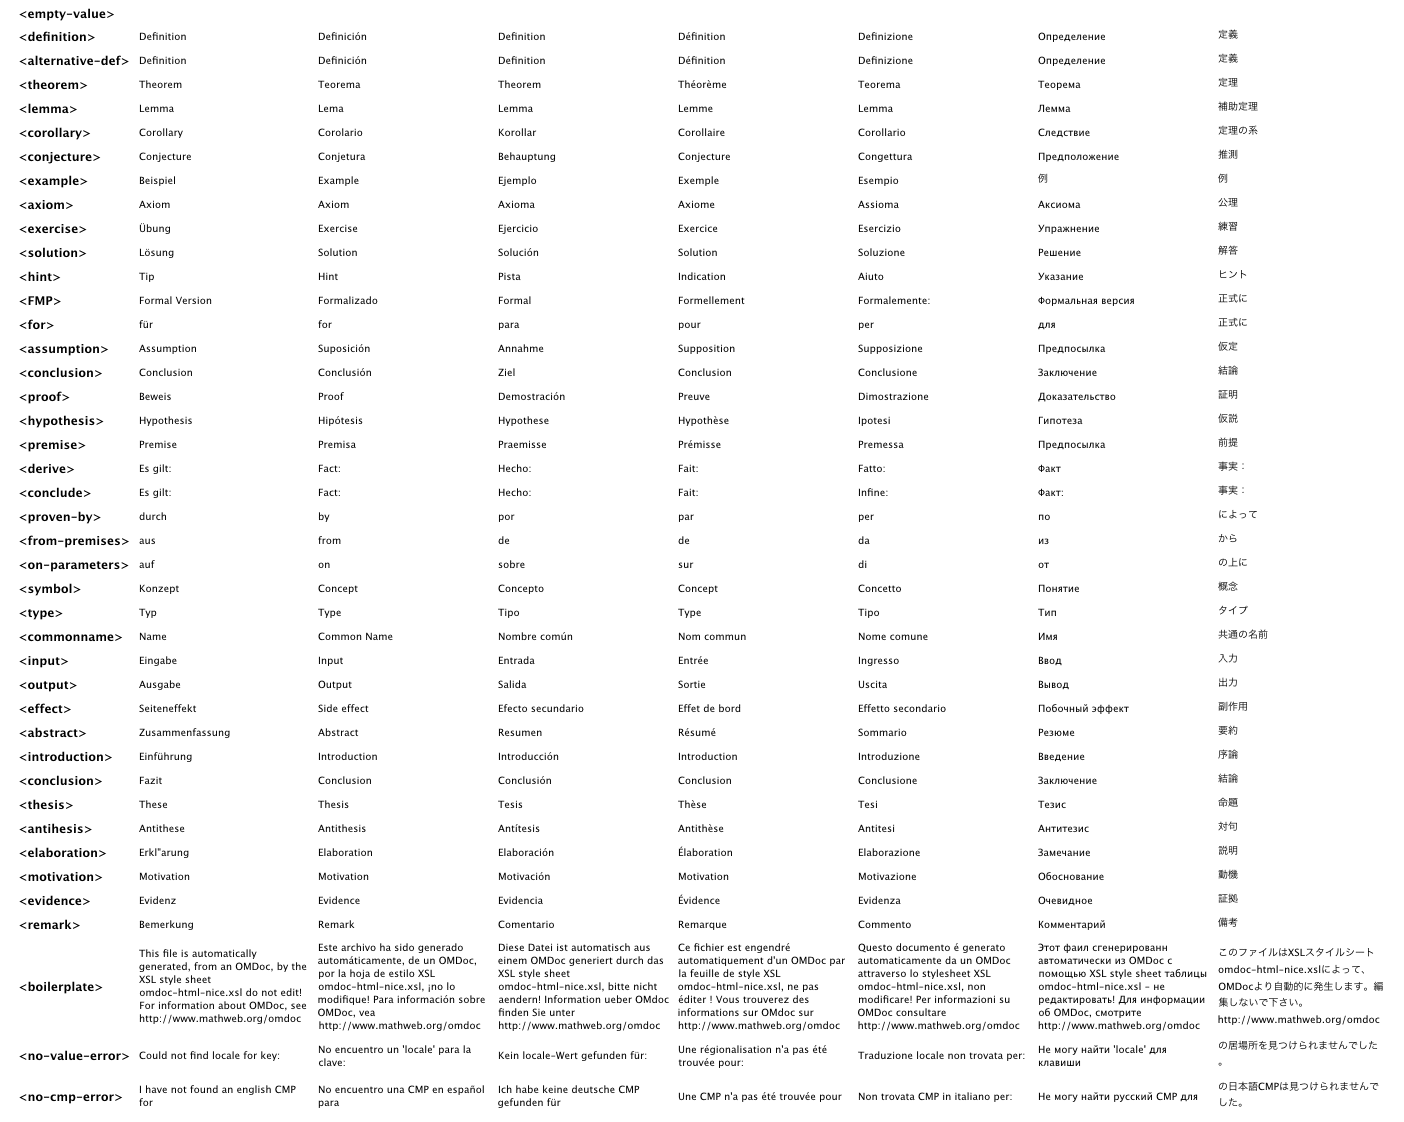 <empty-value>
<definition> Definition Definición Definition Définition Definizione Определение 定義
<alternative-def> Definition Definición Definition Définition Definizione Определение 定義
<theorem> Theorem Teorema Theorem Théorème Teorema Теорема 定理
<lemma> Lemma Lema Lemma Lemme Lemma Лемма 補助定理
<corollary> Corollary Corolario Korollar Corollaire Corollario Следствие 定理の系
<conjecture> Conjecture Conjetura Behauptung Conjecture Congettura Предположение 推測
<example> Beispiel Example Ejemplo Exemple Esempio 例 例
<axiom> Axiom Axiom Axioma Axiome Assioma Аксиома 公理
<exercise> Übung Exercise Ejercicio Exercice Esercizio Упражнение 練習
<solution> Lösung Solution Solución Solution Soluzione Решение 解答
<hint> Tip Hint Pista Indication Aiuto Указание ヒント
<FMP> Formal Version Formalizado Formal Formellement Formalemente: Формальная версия 正式に
<for> für for para pour per для 正式に
<assumption> Assumption Suposición Annahme Supposition Supposizione Предпосылка 仮定
<conclusion> Conclusion Conclusión Ziel Conclusion Conclusione Заключение 結論
<proof> Beweis Proof Demostración Preuve Dimostrazione Доказательство 証明
<hypothesis> Hypothesis Hipótesis Hypothese Hypothèse Ipotesi Гипотеза 仮説
<premise> Premise Premisa Praemisse Prémisse Premessa Предпосылка 前提
<derive> Es gilt: Fact: Hecho: Fait: Fatto: Факт 事実：
<conclude> Es gilt: Fact: Hecho: Fait: Infine: Факт: 事実：
<proven-by> durch by por par per по によって
<from-premises> aus from de de da из から
<on-parameters> auf on sobre sur di от の上に
<symbol> Konzept Concept Concepto Concept Concetto Понятие 概念
<type> Typ Type Tipo Type Tipo Тип タイプ
<commonname> Name Common Name Nombre común Nom commun Nome comune Имя 共通の名前
<input> Eingabe Input Entrada Entrée Ingresso Ввод 入力
<output> Ausgabe Output Salida Sortie Uscita Вывод 出力
<effect> Seiteneffekt Side effect Efecto secundario Effet de bord Effetto secondario Побочный эффект 副作用
<abstract> Zusammenfassung Abstract Resumen Résumé Sommario Резюме 要約
<introduction> Einführung Introduction Introducción Introduction Introduzione Введение 序論
<conclusion> Fazit Conclusion Conclusión Conclusion Conclusione Заключение 結論
<thesis> These Thesis Tesis Thèse Tesi Тезис 命題
<antihesis> Antithese Antithesis Antítesis Antithèse Antitesi Антитезис 対句
<elaboration> Erkl"arung Elaboration Elaboración Élaboration Elaborazione Замечание 説明
<motivation> Motivation Motivation Motivación Motivation Motivazione Обоснование 動機
<evidence> Evidenz Evidence Evidencia Évidence Evidenza Очевидное 証拠
<remark> Bemerkung Remark Comentario Remarque Commento Комментарий 備考
<boilerplate>
This file is automatically
generated, from an OMDoc, by the
XSL style sheet
omdoc-html-nice.xsl do not edit!
For information about OMDoc, see
http://www.mathweb.org/omdoc
Este archivo ha sido generado
automáticamente, de un OMDoc,
por la hoja de estilo XSL
omdoc-html-nice.xsl, ¡no lo
modifique! Para información sobre
OMDoc, vea
http://www.mathweb.org/omdoc
Diese Datei ist automatisch aus
einem OMDoc generiert durch das
XSL style sheet
omdoc-html-nice.xsl, bitte nicht
aendern! Information ueber OMDoc
finden Sie unter
http://www.mathweb.org/omdoc
Ce fichier est engendré
automatiquement d'un OMDoc par
la feuille de style XSL
omdoc-html-nice.xsl, ne pas
éditer ! Vous trouverez des
informations sur OMDoc sur
http://www.mathweb.org/omdoc
Questo documento é generato
automaticamente da un OMDoc
attraverso lo stylesheet XSL
omdoc-html-nice.xsl, non
modificare! Per informazioni su
OMDoc consultare
http://www.mathweb.org/omdoc
Этот фаил сгенерированн
автоматически из OMDoc с
помощью XSL style sheet таблицы
omdoc-html-nice.xsl - не
редактировать! Для информации
об OMDoc, смотрите
http://www.mathweb.org/omdoc
このファイルはXSLスタイルシート
omdoc-html-nice.xslによって、
OMDocより自動的に発生します。編
集しないで下さい。
http://www.mathweb.org/omdoc
<no-value-error> Could not find locale for key:
No encuentro un 'locale' para la
clave:
Kein locale-Wert gefunden für:
Une régionalisation n'a pas été
trouvée pour:
Traduzione locale non trovata per:
Не могу найти 'locale' для
клавиши
の居場所を見つけられませんでした
。
<no-cmp-error>
I have not found an english CMP
for
No encuentro una CMP en español
para
Ich habe keine deutsche CMP
gefunden für
Une CMP n'a pas été trouvée pour
Non trovata CMP in italiano per:
Не могу найти русский CMP для
の日本語CMPは見つけられませんで
した。